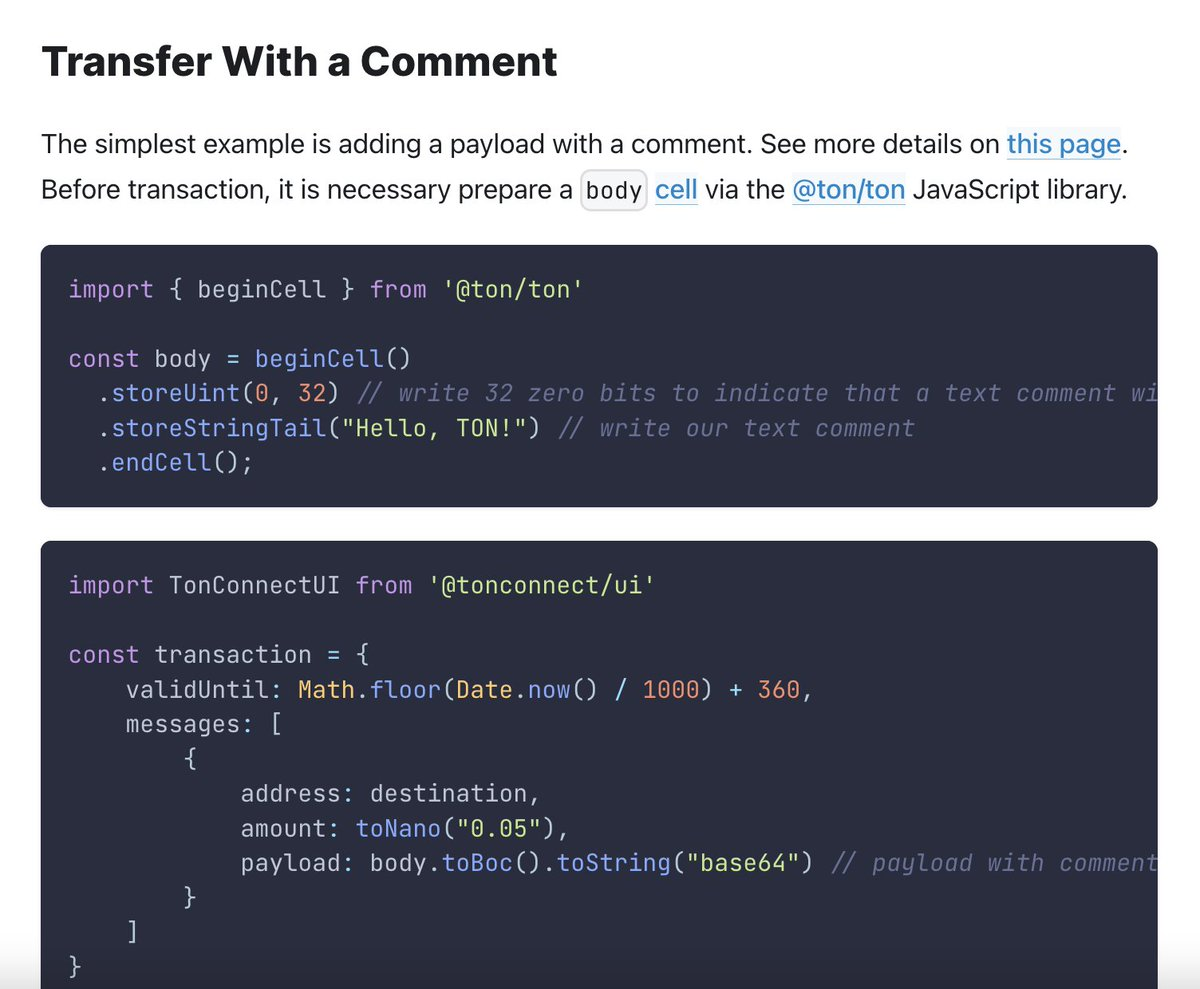 Transfer With a Comment
The simplest example is adding a payload with a comment. See more details on this page.
Before transaction, it is necessary prepare a body cell via the @ton/ton JavaScript library.
import { beginCell } from '@ton/ton'
const body = beginCell()
.storeUint(0, 32) // write 32 zero bits to indicate that a text comment wi
.storeStringTail("Hello, TON!") // write our text comment
.endCell();
import TonConnectUI from '@tonconnect/ui'
const transaction = {
validUntil: Math.floor(Date.now() / 1000) + 360,
messages: [
{
address: destination,
amount: toNano("0.05"),
payload: body.toBoc().toString("base64") // payload with comment
}
]
}